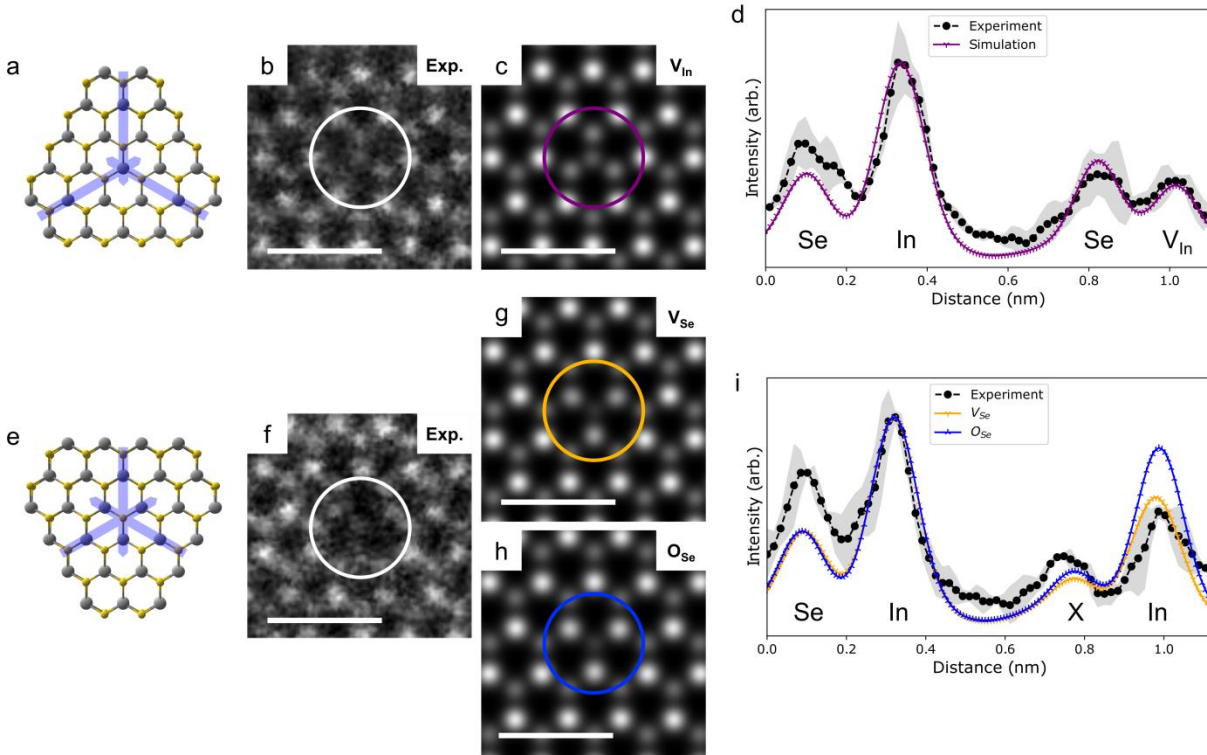 a
b
Exp.
c
V_In
d
Experiment
Simulation
Intensity (arb.)
Se
In
Se
V_In
0.0 0.2 0.4 0.6 0.8 1.0
Distance (nm)
e
f
Exp.
g
V_Se
h
O_Se
i
Experiment
V_Se
O_Se
Intensity (arb.)
Se
In
X
In
0.0 0.2 0.4 0.6 0.8 1.0
Distance (nm)